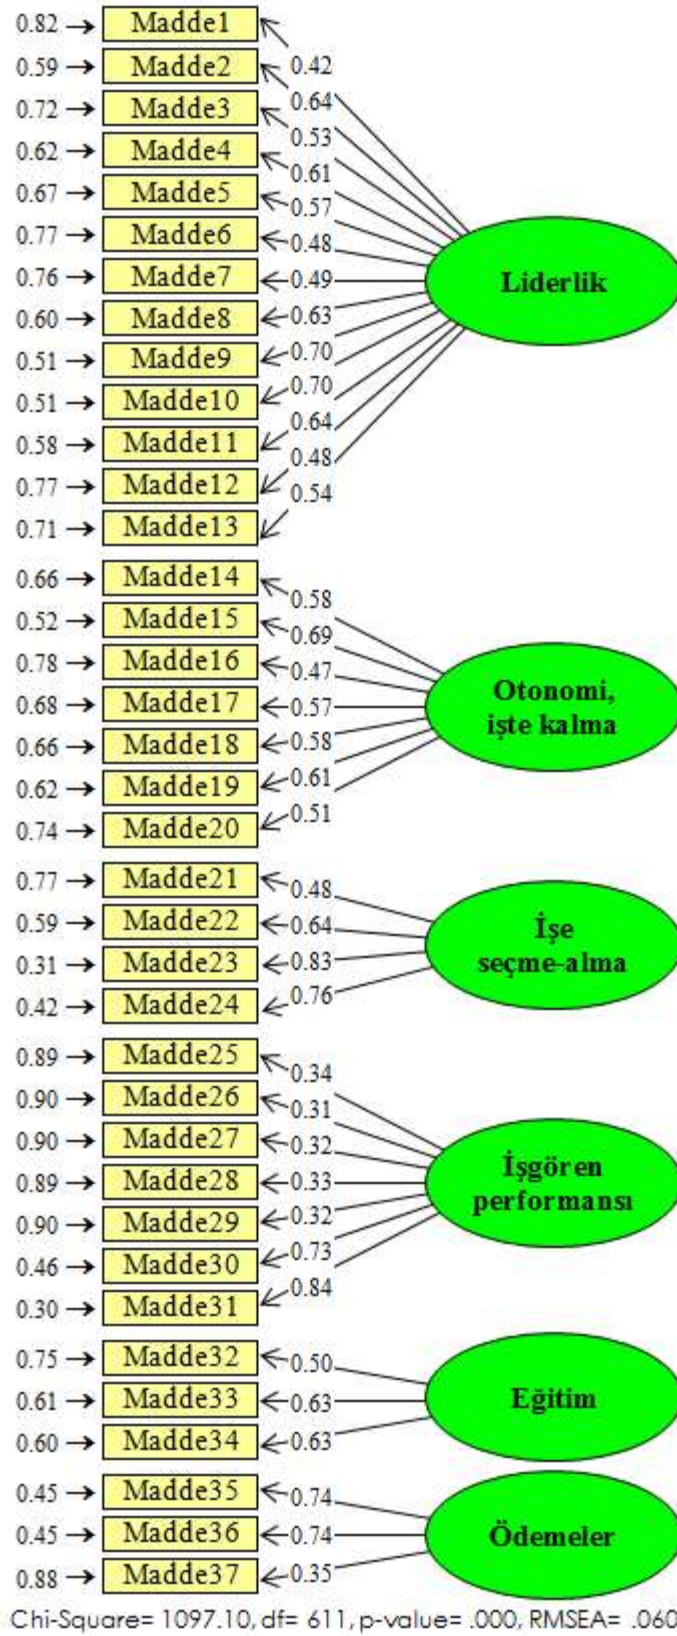 0.82 Madde1 0.42
0.59 Madde2 0.64
0.72 Madde3 0.53
0.62 Madde4 0.61
0.67 Madde5 0.57
0.77 Madde6 0.48
0.76 Madde7 0.49
0.60 Madde8 0.63
0.51 Madde9 0.70
0.51 Madde10 0.70
0.58 Madde11 0.64
0.77 Madde12 0.48
0.71 Madde13 0.54
Liderlik
0.66 Madde14 0.58
0.52 Madde15 0.69
0.78 Madde16 0.47
0.68 Madde17 0.57
0.66 Madde18 0.58
0.62 Madde19 0.61
0.74 Madde20 0.51
Otonomi,
işte kalma
0.77 Madde21 0.48
0.59 Madde22 0.64
0.31 Madde23 0.83
0.42 Madde24 0.76
İşe
seçme-alma
0.89 Madde25 0.34
0.90 Madde26 0.31
0.90 Madde27 0.32
0.89 Madde28 0.33
0.90 Madde29 0.32
0.46 Madde30 0.73
0.30 Madde31 0.84
İşgören
performansı
0.75 Madde32 0.50
0.61 Madde33 0.63
0.60 Madde34 0.63
Eğitim
0.45 Madde35 0.74
0.45 Madde36 0.74
0.88 Madde37 0.35
Ödemeler
Chi-Square= 1097.10, df= 611, p-value= .000, RMSEA= .060